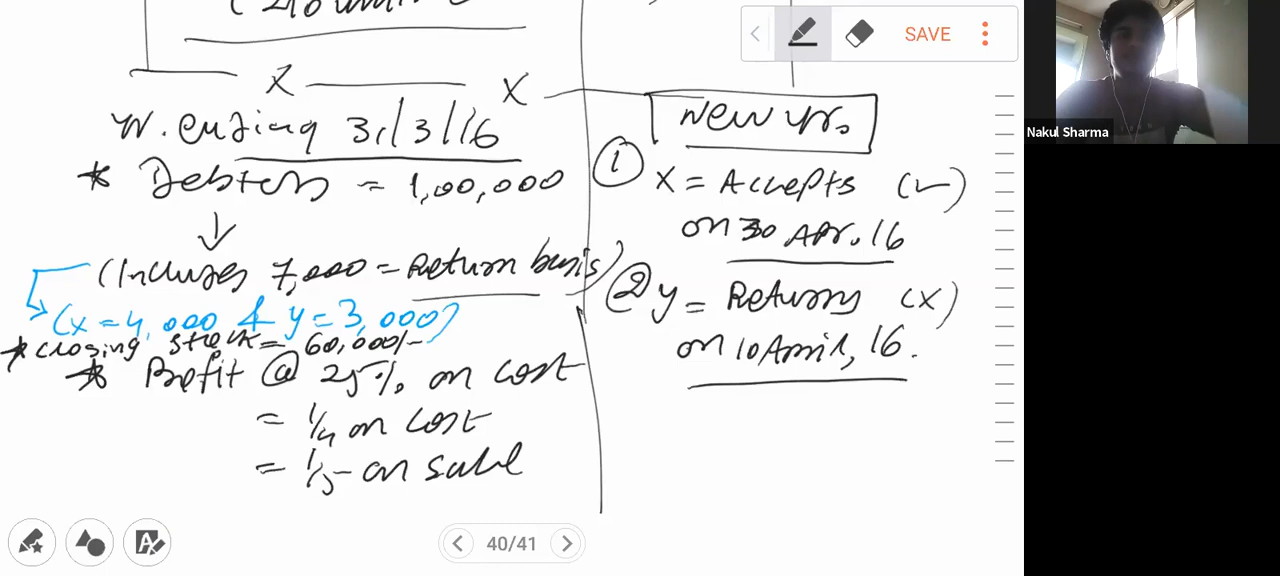 SAVE
Nakul Sharma
X X
Yr. ending 31/3/16
* Debtors = 1,00,000
(Includes 7,000 = Return basis)
(x = 4,000 & y = 3,000)
* closing stock = 60,000/-
* Profit @ 25% on cost
= 1/4 on cost
= 1/5 on sale
New yr.
① X = Accepts (✓)
on 30 Apr. 16
② y = Returns (x)
on 10 April, 16.
40/41